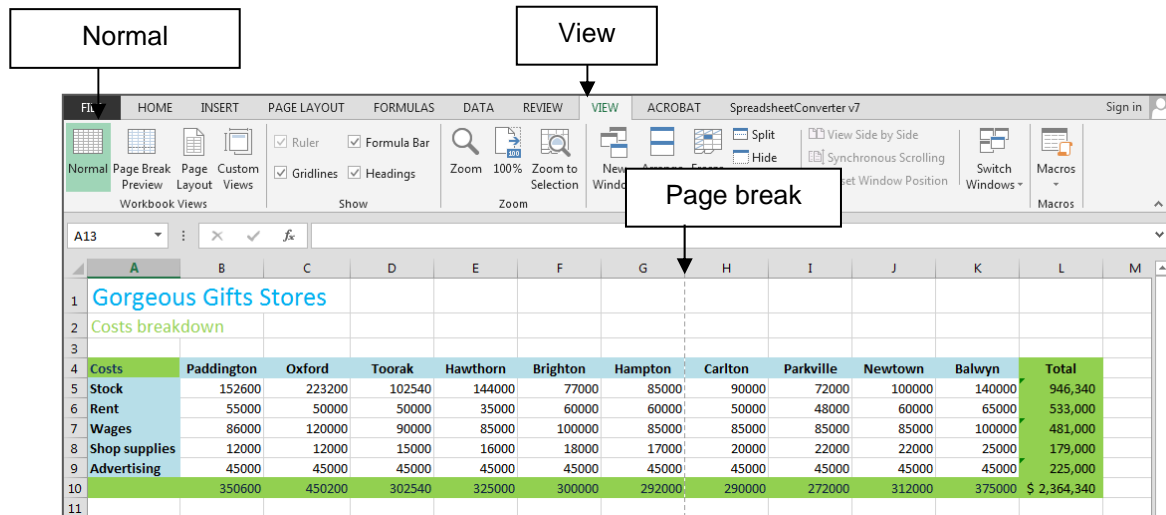 Normal
View
FILE HOME INSERT PAGE LAYOUT FORMULAS DATA REVIEW VIEW ACROBAT SpreadsheetConverter v7 Sign in
Normal Page Break Preview Page Layout Custom Views
Workbook Views
Ruler Formula Bar
Gridlines Headings
Show
Zoom 100% Zoom to Selection
Zoom
New
Split
Hide
View Side by Side
Synchronous Scrolling
Window Position
Switch Windows
Macros
Macros
Page break
A13 fx
A B C D E F G H I J K L M
1 Gorgeous Gifts Stores
2 Costs breakdown
3
4 Costs Paddington Oxford Toorak Hawthorn Brighton Hampton Carlton Parkville Newtown Balwyn Total
5 Stock 152600 223200 102540 144000 77000 85000 90000 72000 100000 140000 946,340
6 Rent 55000 50000 50000 35000 60000 60000 50000 48000 60000 65000 533,000
7 Wages 86000 120000 90000 85000 100000 85000 85000 85000 85000 100000 481,000
8 Shop supplies 12000 12000 15000 16000 18000 17000 20000 22000 22000 25000 179,000
9 Advertising 45000 45000 45000 45000 45000 45000 45000 45000 45000 45000 225,000
10 350600 450200 302540 325000 300000 292000 290000 272000 312000 375000 $ 2,364,340
11